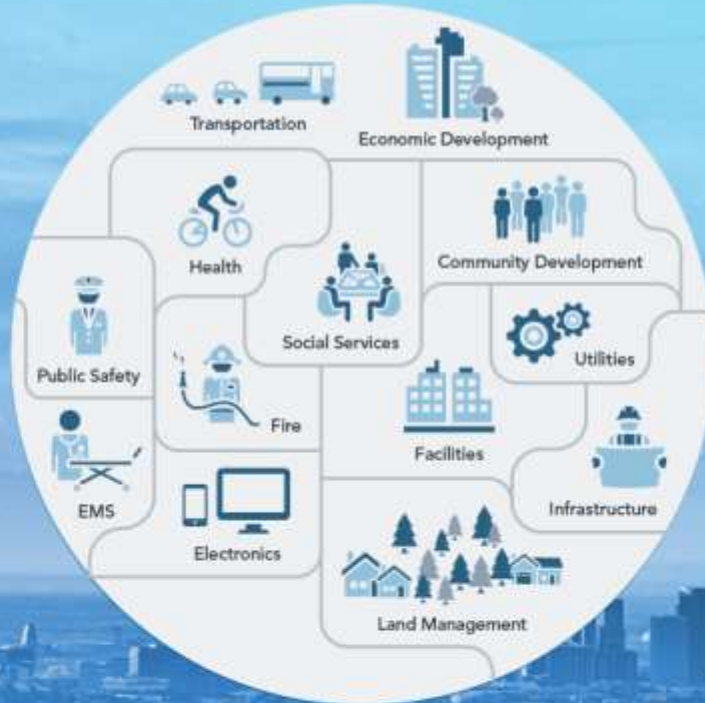 Transportation
Economic Development
Health
Community Development
Social Services
Utilities
Public Safety
Fire
Facilities
EMS
Infrastructure
Electronics
Land Management